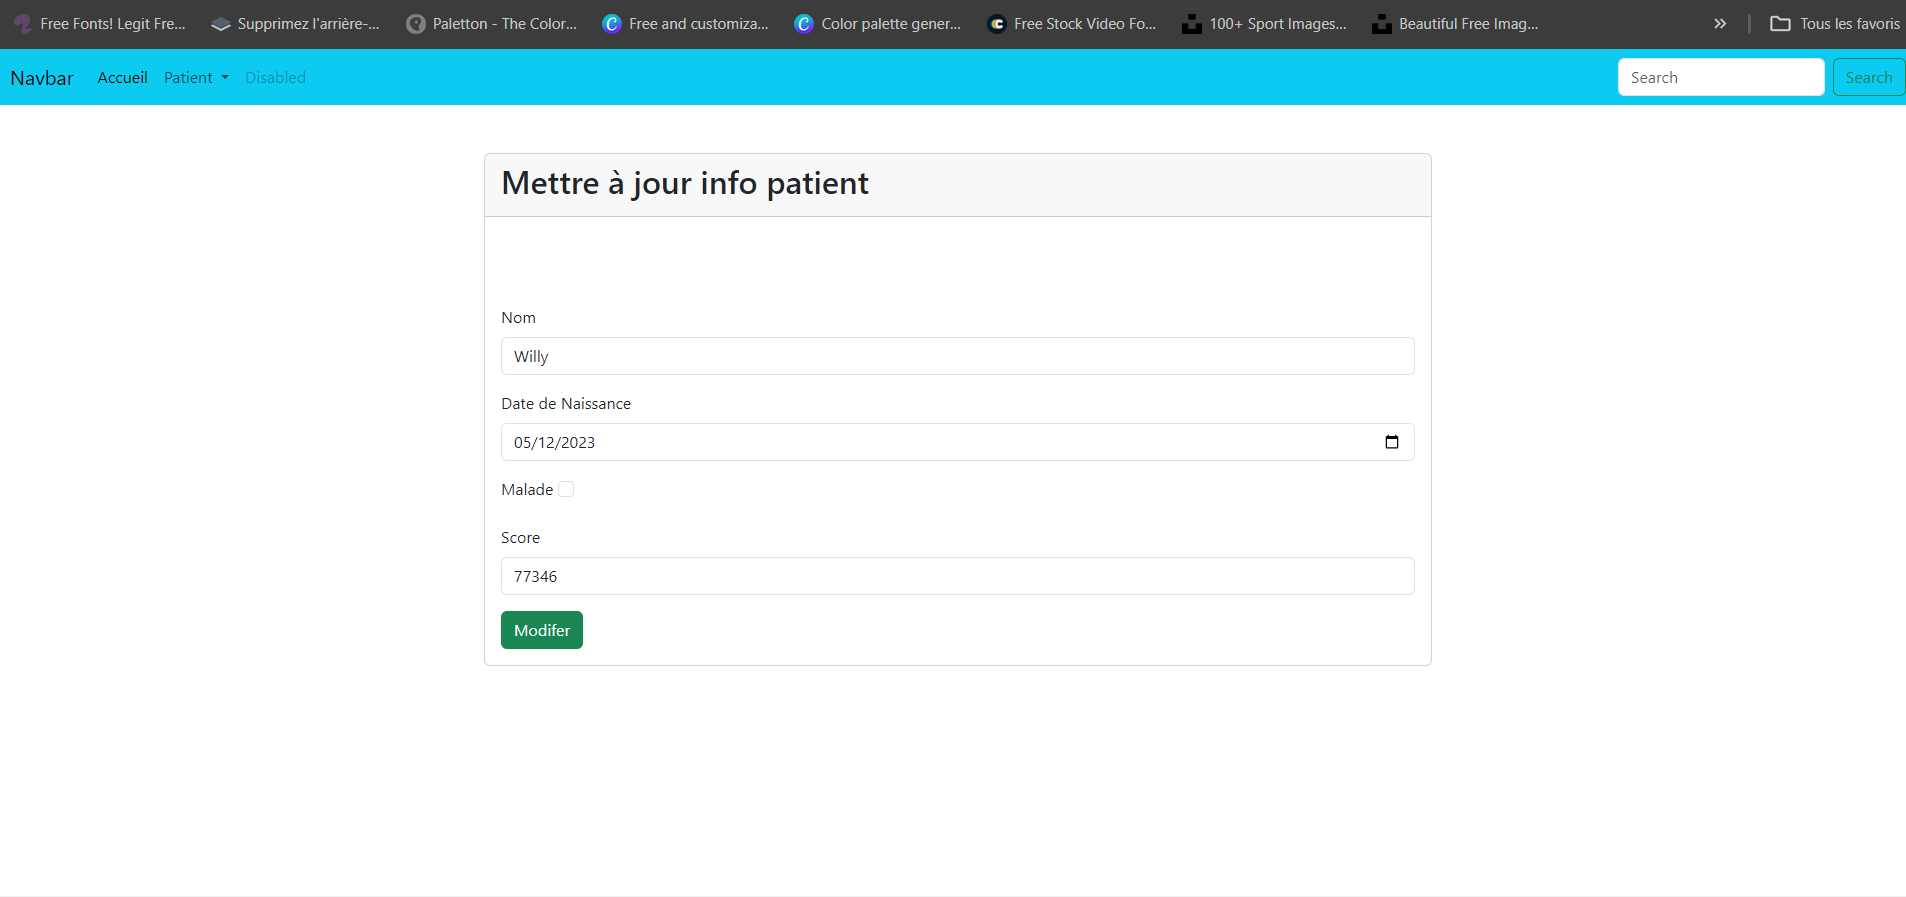 Free Fonts! Legit Fre... Supprimez l'arrière-... Paletton - The Color... Free and customiza... Color palette gener... Free Stock Video Fo... 100+ Sport Images... Beautiful Free Imag... » Tous les favoris
Navbar Accueil Patient Disabled Search Search
Mettre à jour info patient
Nom
Willy
Date de Naissance
05/12/2023
Malade
Score
77346
Modifer